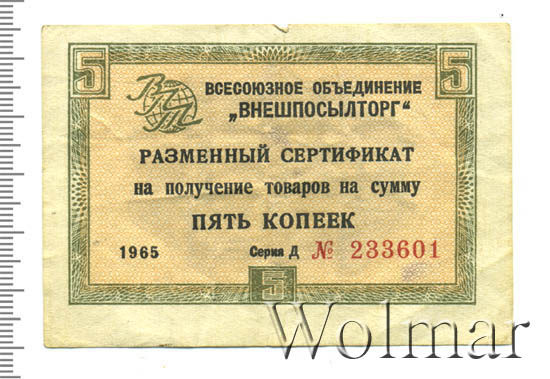 5 5
ВПТ
ВСЕСОЮЗНОЕ ОБЪЕДИНЕНИЕ
„ВНЕШПОСЫЛТОРГ“
РАЗМЕННЫЙ СЕРТИФИКАТ
на получение товаров на сумму
ПЯТЬ КОПЕЕК
1965 Серия Д № 233601
5
Wolmar